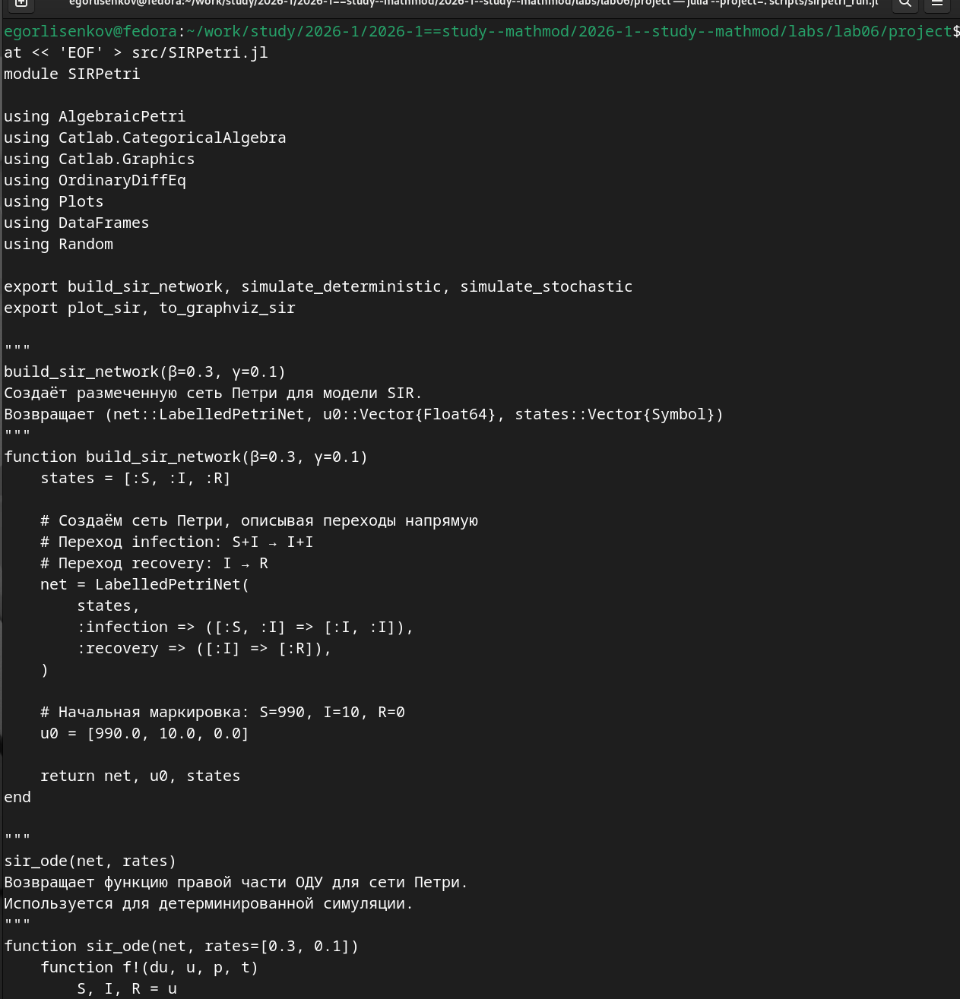 egorlisenkov@fedora:~/work/study/2026-1/2026-1==study--mathmod/2026-1--study--mathmod/labs/lab06/project — julia --project=. scripts/sirpetri_run.jl
egorlisenkov@fedora:~/work/study/2026-1/2026-1==study--mathmod/2026-1--study--mathmod/labs/lab06/project$
at << 'EOF' > src/SIRPetri.jl
module SIRPetri

using AlgebraicPetri
using Catlab.CategoricalAlgebra
using Catlab.Graphics
using OrdinaryDiffEq
using Plots
using DataFrames
using Random

export build_sir_network, simulate_deterministic, simulate_stochastic
export plot_sir, to_graphviz_sir

"""
build_sir_network(β=0.3, γ=0.1)
Создаёт размеченную сеть Петри для модели SIR.
Возвращает (net::LabelledPetriNet, u0::Vector{Float64}, states::Vector{Symbol})
"""
function build_sir_network(β=0.3, γ=0.1)
    states = [:S, :I, :R]

    # Создаём сеть Петри, описывая переходы напрямую
    # Переход infection: S+I → I+I
    # Переход recovery: I → R
    net = LabelledPetriNet(
        states,
        :infection => ([:S, :I] => [:I, :I]),
        :recovery => ([:I] => [:R]),
    )

    # Начальная маркировка: S=990, I=10, R=0
    u0 = [990.0, 10.0, 0.0]

    return net, u0, states
end

"""
sir_ode(net, rates)
Возвращает функцию правой части ОДУ для сети Петри.
Используется для детерминированной симуляции.
"""
function sir_ode(net, rates=[0.3, 0.1])
    function f!(du, u, p, t)
        S, I, R = u